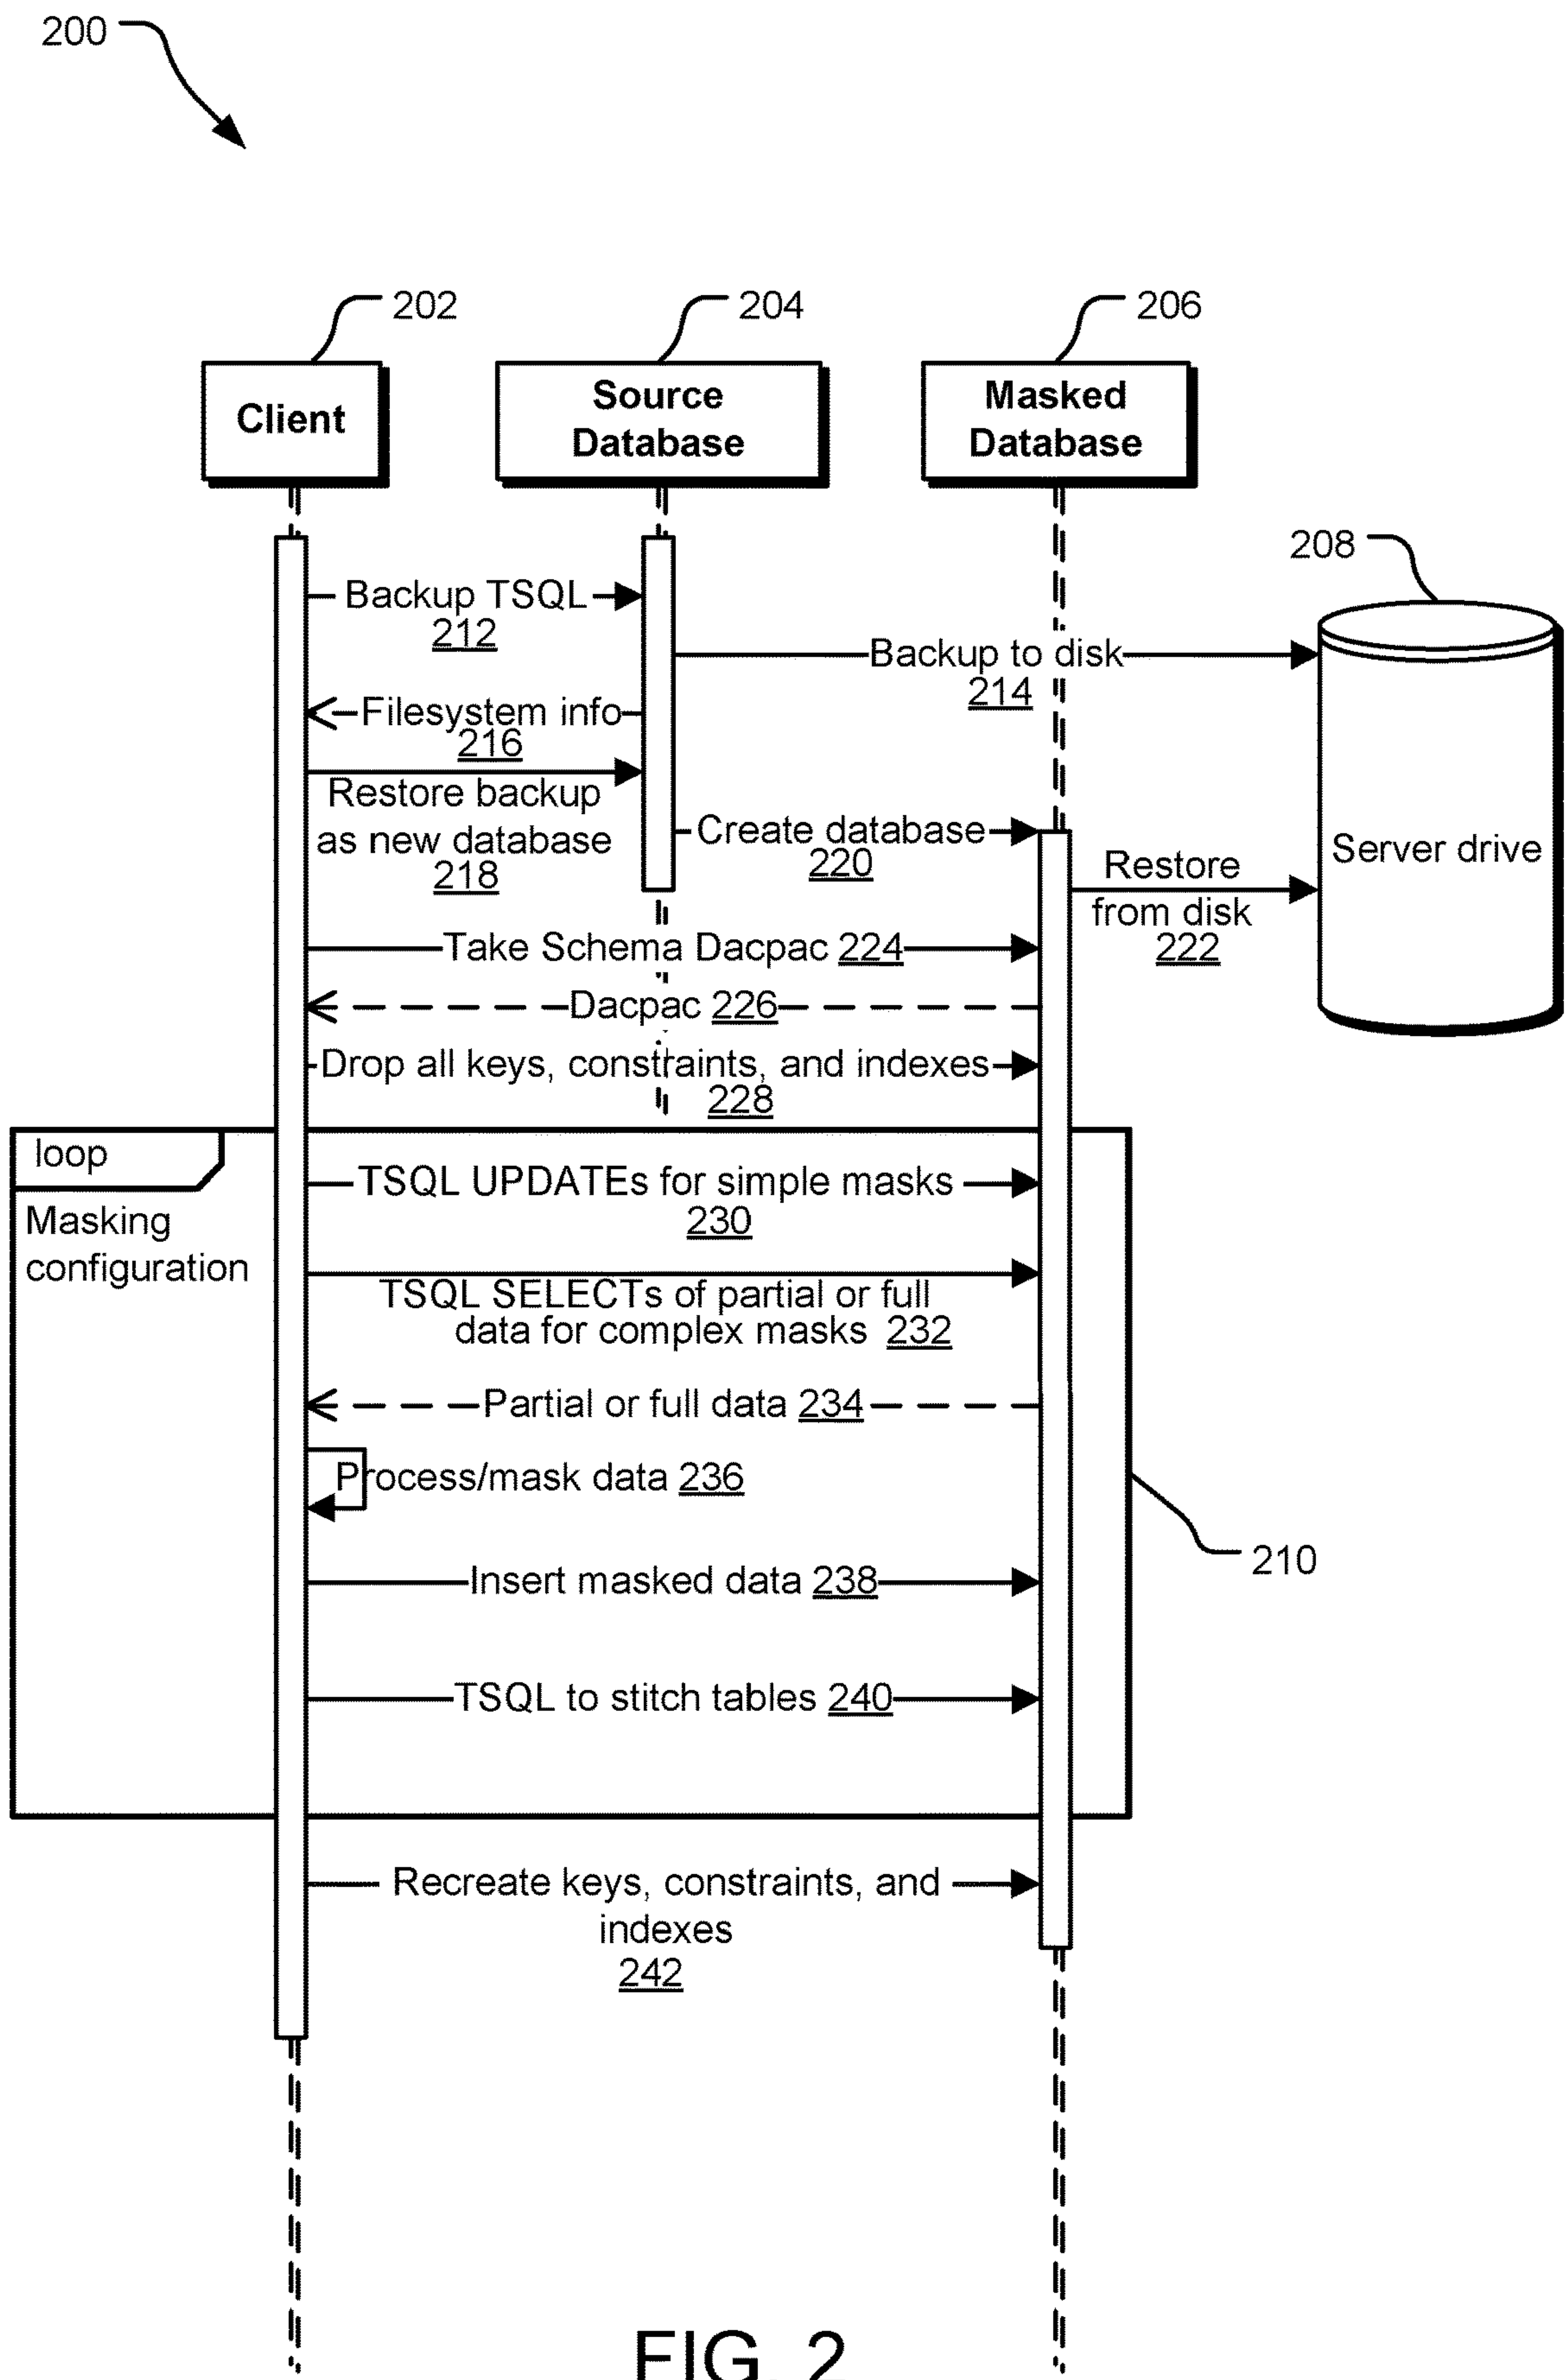 200
202
204
206
Client
Source
Database
Masked
Database
208
Backup TSQL
212
Backup to disk
214
Filesystem info
216
Restore backup
as new database
218
Create database
220
Restore
from disk
222
Server drive
Take Schema Dacpac 224
Dacpac 226
Drop all keys, constraints, and indexes
228
loop
Masking
configuration
TSQL UPDATEs for simple masks
230
TSQL SELECTs of partial or full
data for complex masks 232
Partial or full data 234
Process/mask data 236
210
Insert masked data 238
TSQL to stitch tables 240
Recreate keys, constraints, and
indexes
242
FIG. 2